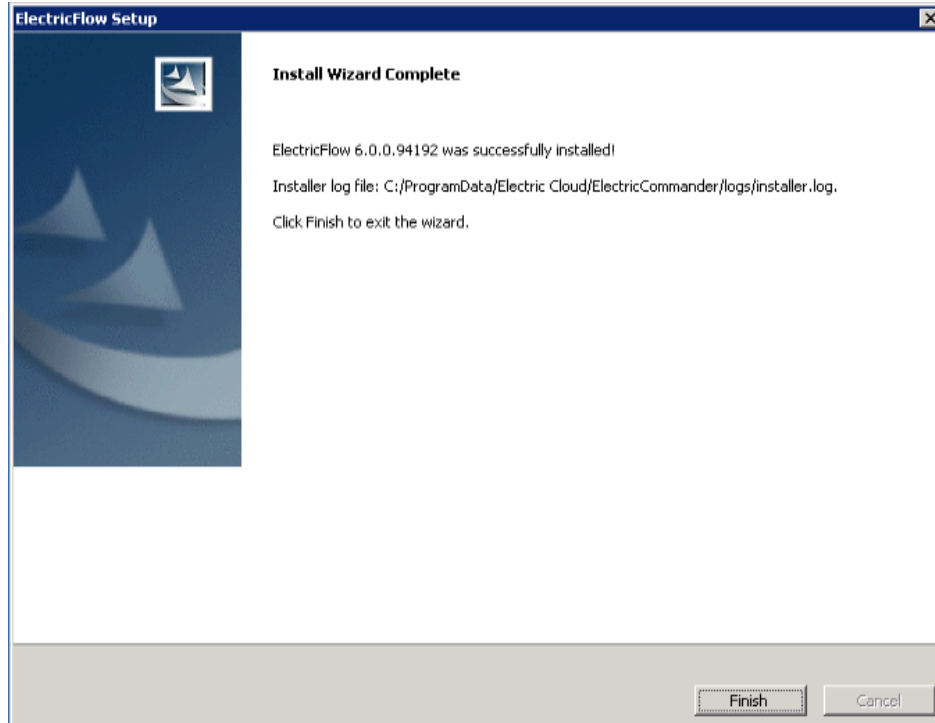 ElectricFlow Setup
Install Wizard Complete
ElectricFlow 6.0.0.94192 was successfully installed!
Installer log file: C:/ProgramData/Electric Cloud/ElectricCommander/logs/installer.log.
Click Finish to exit the wizard.
Finish
Cancel